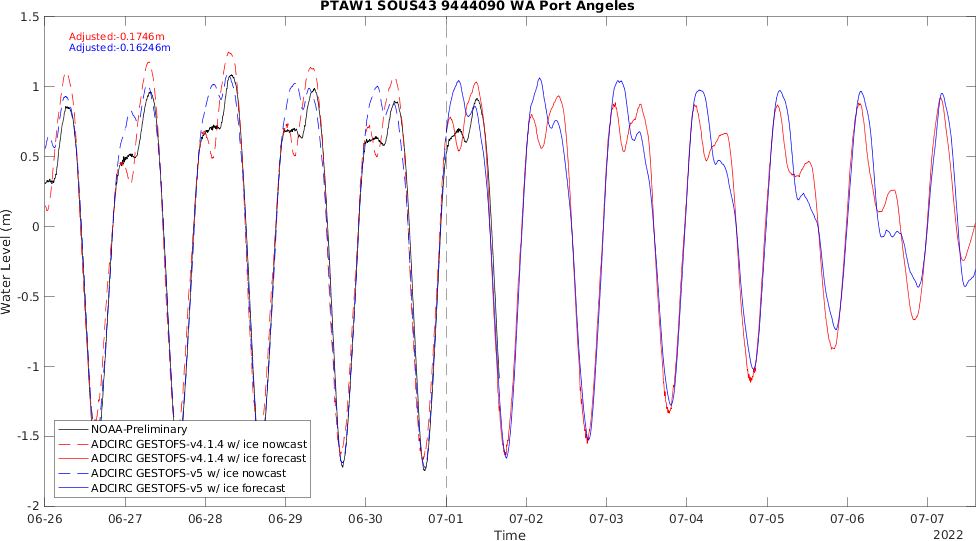 PTAW1 SOUS43 9444090 WA Port Angeles
Adjusted:-0.1746m
Adjusted:-0.16246m
1.5
1
0.5
0
-0.5
-1
-1.5
-2
Water Level (m)
NOAA-Preliminary
ADCIRC GESTOFS-v4.1.4 w/ ice nowcast
ADCIRC GESTOFS-v4.1.4 w/ ice forecast
ADCIRC GESTOFS-v5 w/ ice nowcast
ADCIRC GESTOFS-v5 w/ ice forecast
06-26 06-27 06-28 06-29 06-30 07-01 07-02 07-03 07-04 07-05 07-06 07-07
Time
2022